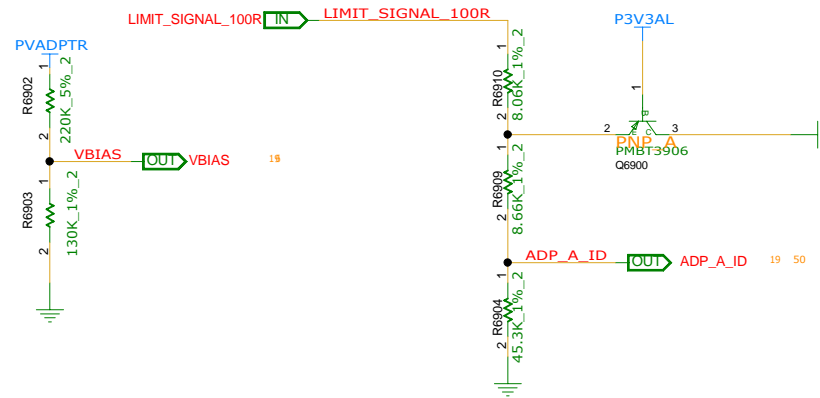 LIMIT_SIGNAL_100R IN LIMIT_SIGNAL_100R
P3V3AL
PVADPTR
1
R6902
220K_5%_2
2
VBIAS OUT VBIAS
1
R6903
130K_1%_2
2
1
R6910
8.06K_1%_2
2
1
2 B E C 3
PNP_A
PMBT3906
Q6900
1
R6909
8.66K_1%_2
2
ADP_A_ID OUT ADP_A_ID 19 50
1
R6904
45.3K_1%_2
2